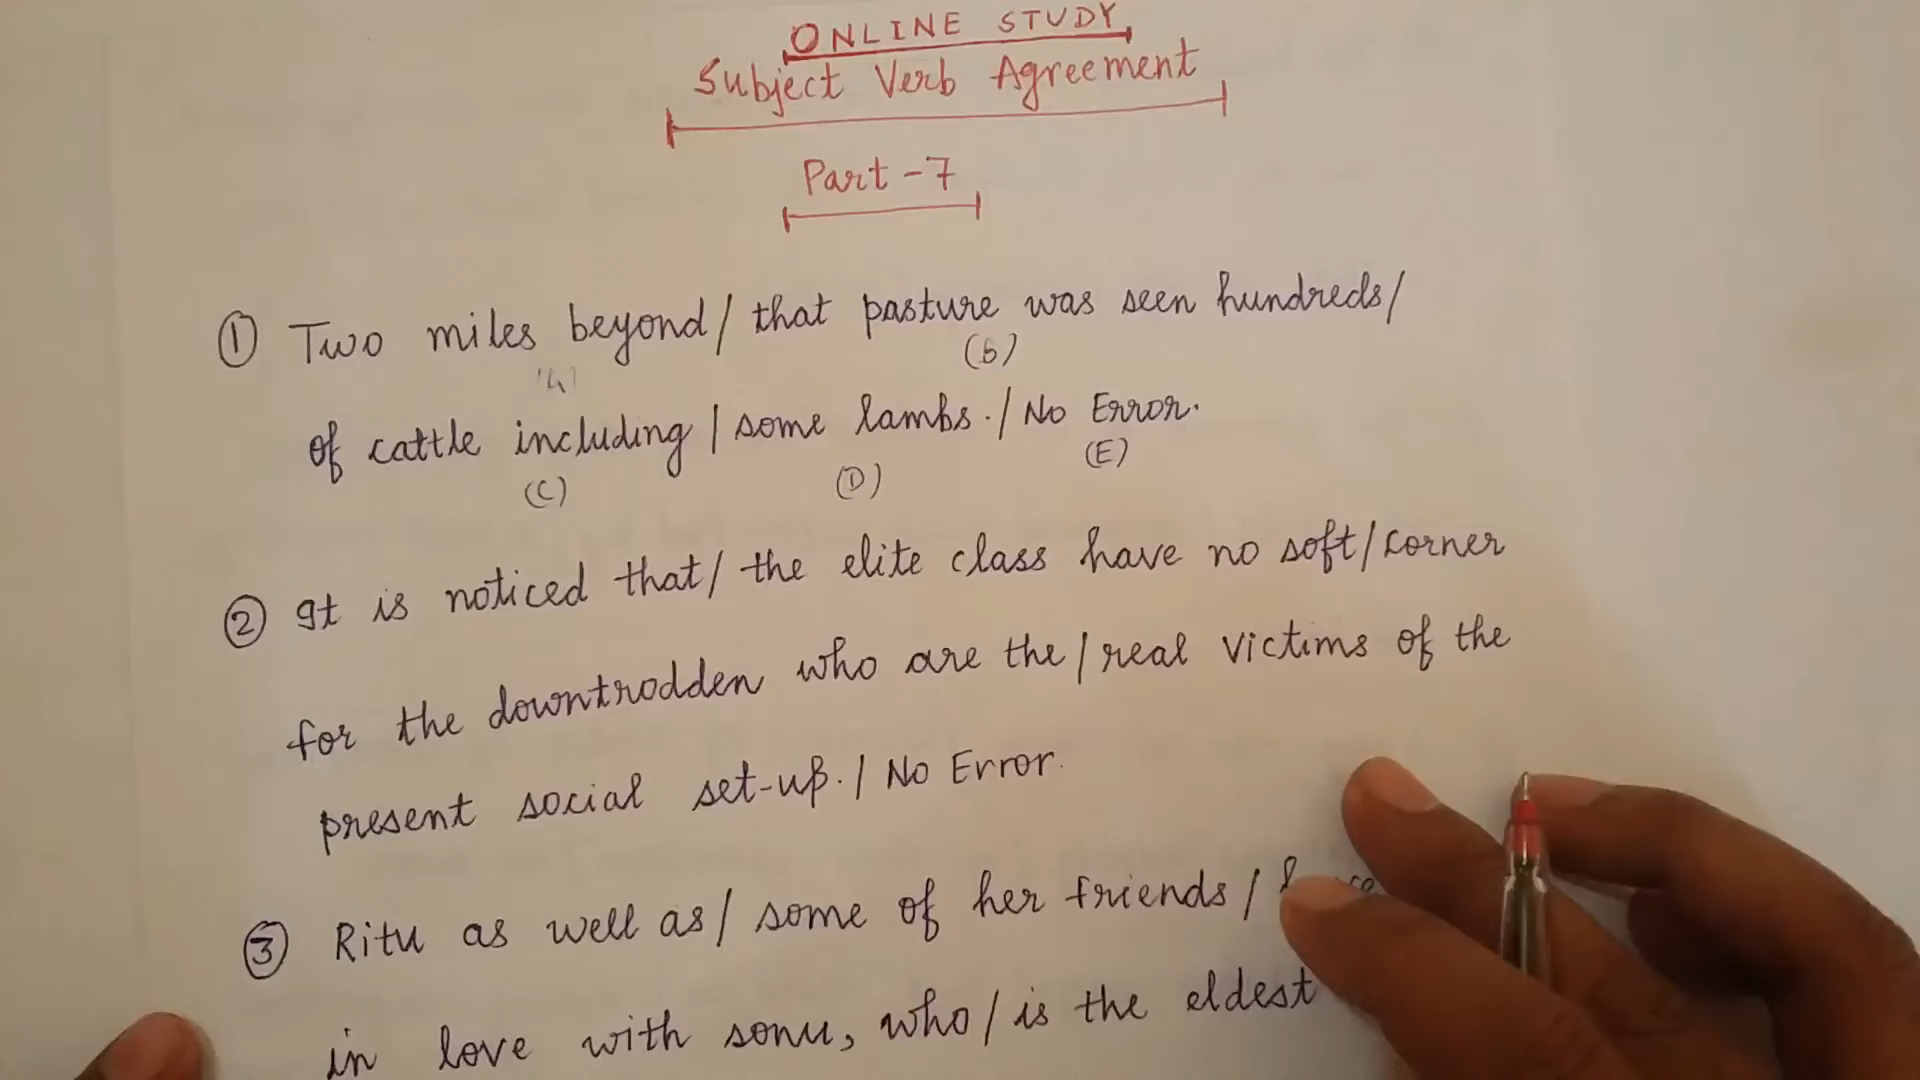 ONLINE STUDY
Subject Verb Agreement
Part - 7
① Two miles beyond / that pasture was seen hundreds /
(A) (B)
of cattle including / some lambs. / No Error.
(C) (D) (E)
② It is noticed that / the elite class have no soft / corner
for the downtrodden who are the / real victims of the
present social set-up. / No Error.
③ Ritu as well as / some of her friends /
in love with sonu, who / is the eldest